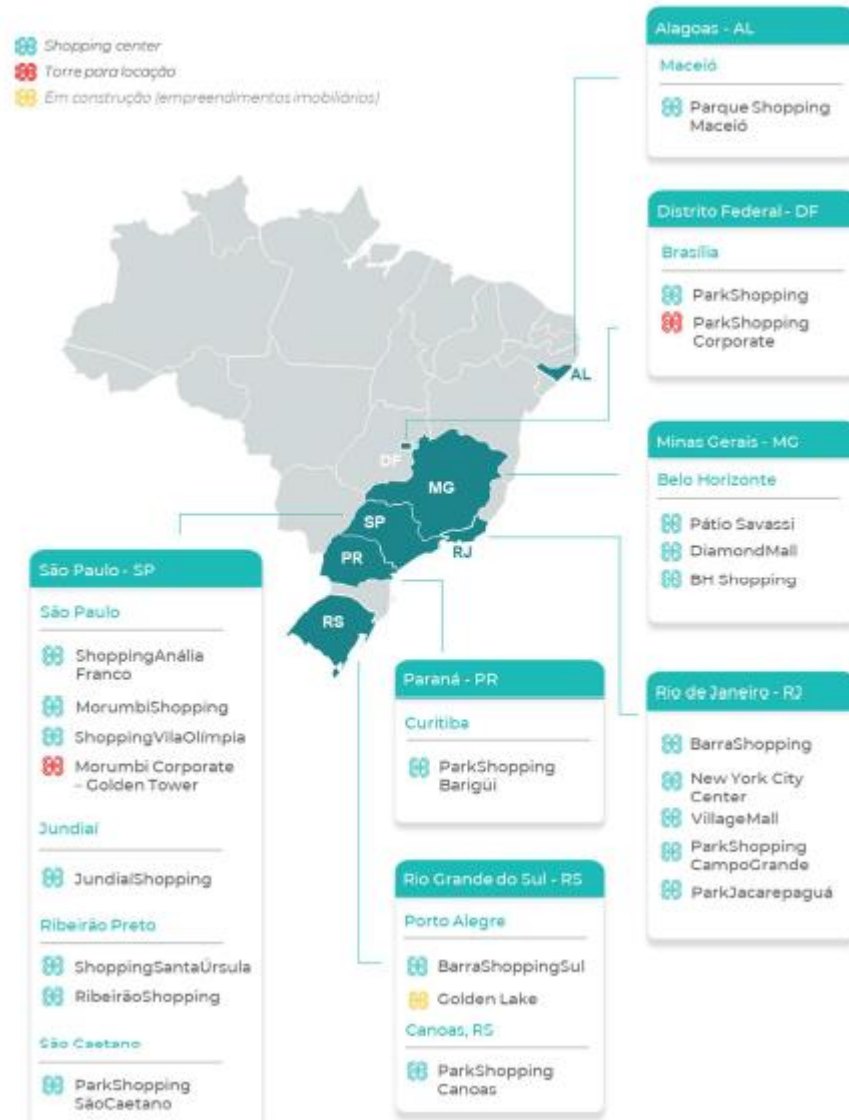 Shopping center
Torre para locação
Em construção (empreendimentos imobiliários)
Alagoas - AL
Maceió
Parque Shopping
Maceió
Distrito Federal - DF
Brasília
ParkShopping
ParkShopping
Corporate
AL
DF
MG
SP
RJ
PR
RS
Minas Gerais - MG
Belo Horizonte
Pátio Savassi
DiamondMall
BH Shopping
São Paulo - SP
São Paulo
ShoppingAnália
Franco
MorumbiShopping
ShoppingVilaOlímpia
Morumbi Corporate
– Golden Tower
Jundiaí
JundiaíShopping
Ribeirão Preto
ShoppingSantaÚrsula
RibeirãoShopping
São Caetano
ParkShopping
SãoCaetano
Paraná - PR
Curitiba
ParkShopping
Barigüi
Rio Grande do Sul - RS
Porto Alegre
BarraShoppingSul
Golden Lake
Canoas, RS
ParkShopping
Canoas
Rio de Janeiro - RJ
BarraShopping
New York City
Center
VillageMall
ParkShopping
CampoGrande
ParkJacarepaguá